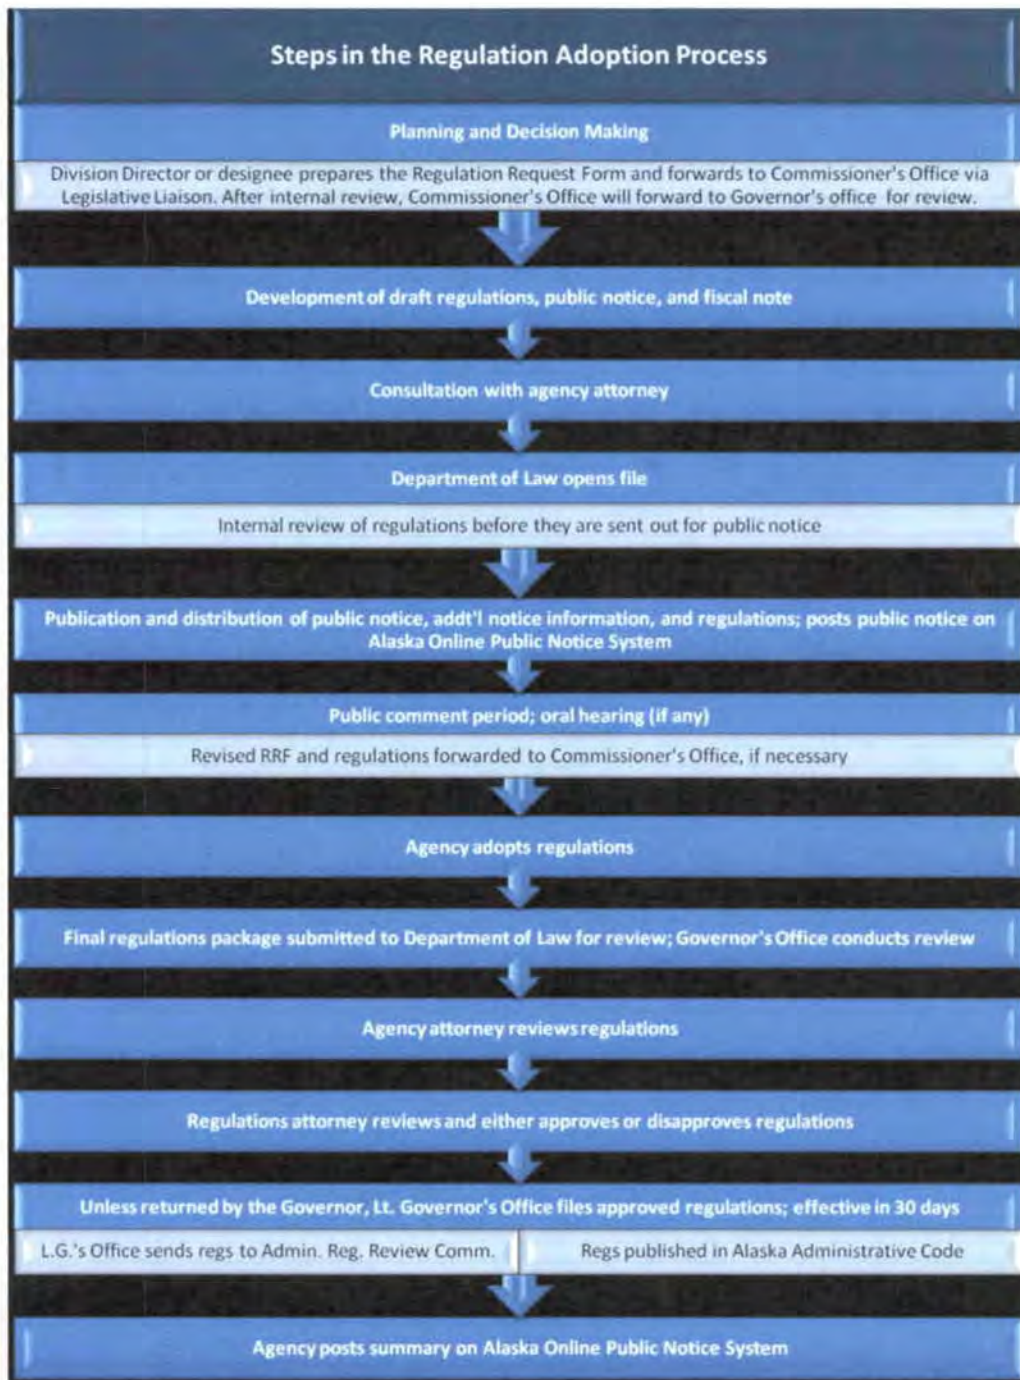 Steps in the Regulation Adoption Process
Planning and Decision Making
Division Director or designee prepares the Regulation Request Form and forwards to Commissioner's Office via
Legislative Liaison. After internal review, Commissioner's Office will forward to Governor's office for review.
Development of draft regulations, public notice, and fiscal note
Consultation with agency attorney
Department of Law opens file
Internal review of regulations before they are sent out for public notice
Publication and distribution of public notice, addt'l notice information, and regulations; posts public notice on
Alaska Online Public Notice System
Public comment period; oral hearing (if any)
Revised RRF and regulations forwarded to Commissioner's Office, if necessary
Agency adopts regulations
Final regulations package submitted to Department of Law for review; Governor's Office conducts review
Agency attorney reviews regulations
Regulations attorney reviews and either approves or disapproves regulations
Unless returned by the Governor, Lt. Governor's Office files approved regulations; effective in 30 days
L.G.'s Office sends regs to Admin. Reg. Review Comm.
Regs published in Alaska Administrative Code
Agency posts summary on Alaska Online Public Notice System